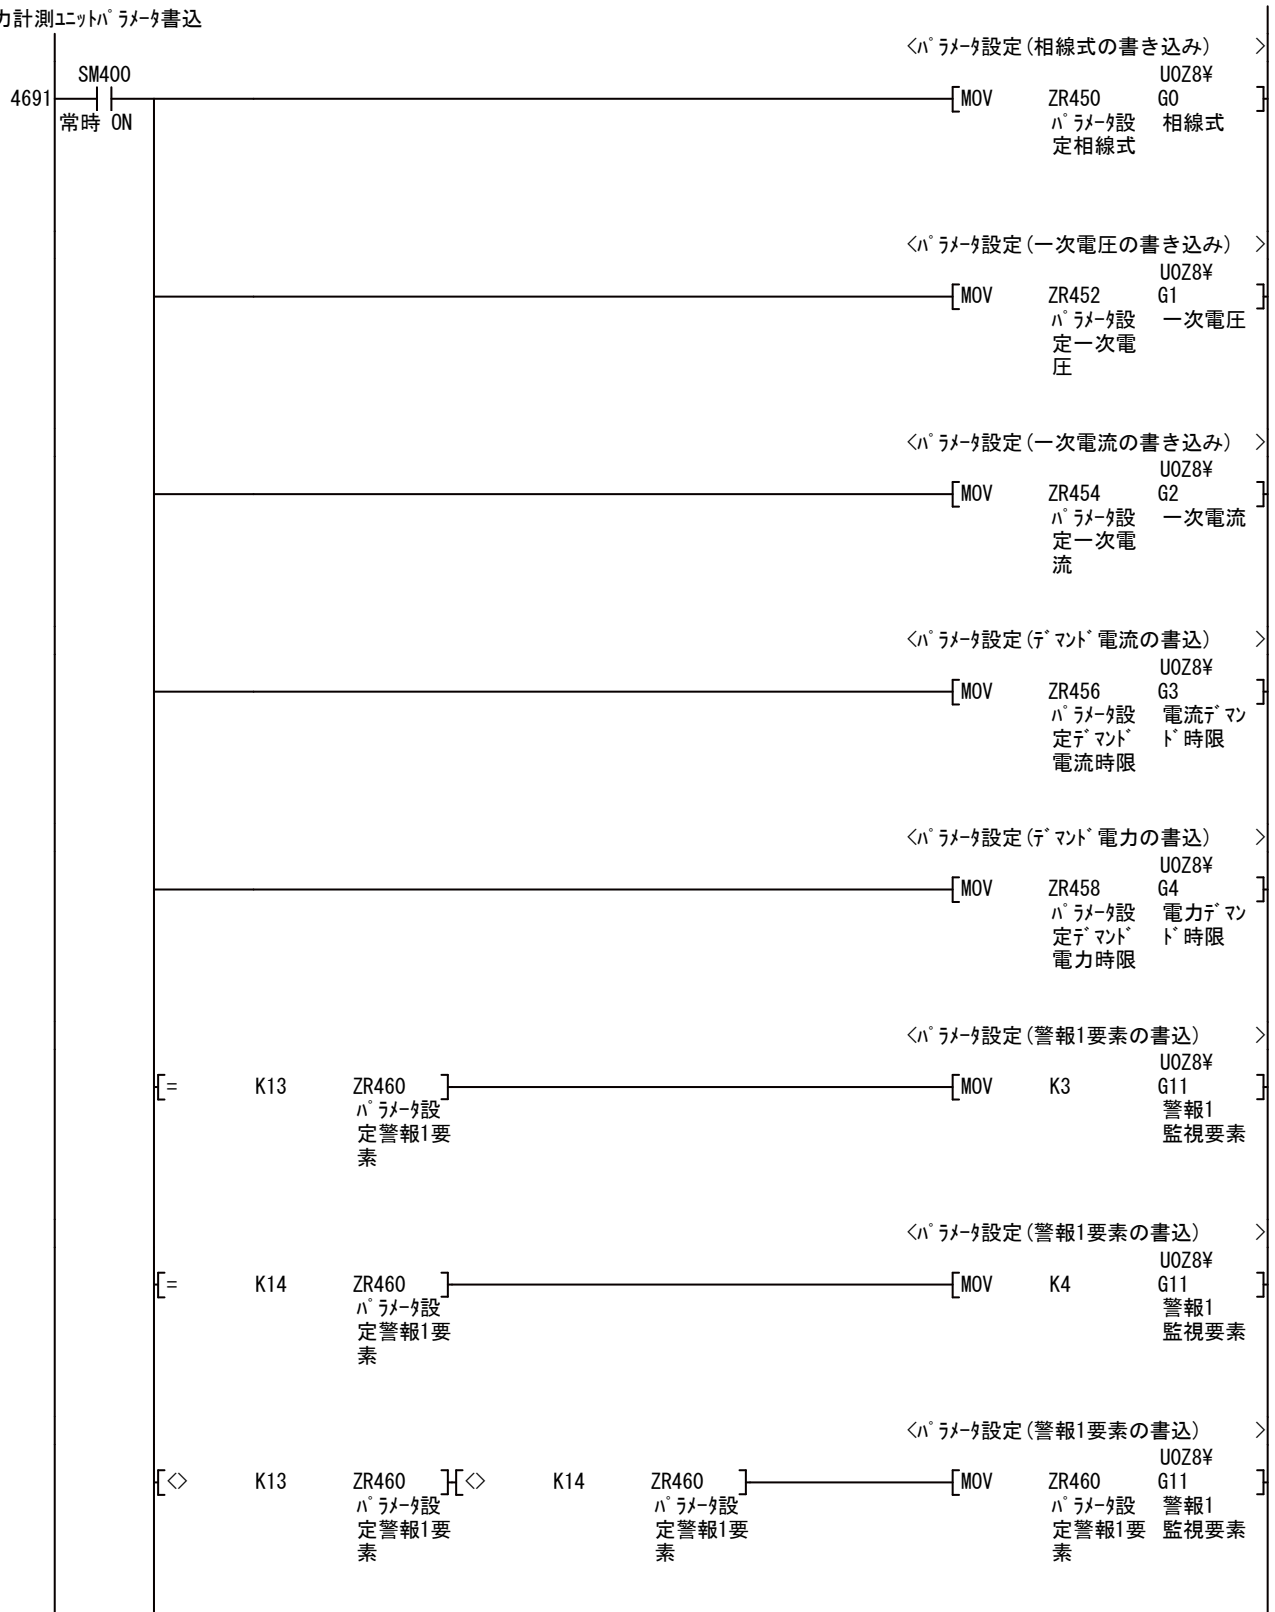 力計測ﾕﾆｯﾄﾊﾟﾗﾒｰﾀ書込
<ﾊﾟﾗﾒｰﾀ設定(相線式の書き込み) >
SM400 U0Z8¥
4691 [MOV ZR450 G0 ]
常時 ON ﾊﾟﾗﾒｰﾀ設 相線式
定相線式
<ﾊﾟﾗﾒｰﾀ設定(一次電圧の書き込み) >
U0Z8¥
[MOV ZR452 G1 ]
ﾊﾟﾗﾒｰﾀ設 一次電圧
定一次電
圧
<ﾊﾟﾗﾒｰﾀ設定(一次電流の書き込み) >
U0Z8¥
[MOV ZR454 G2 ]
ﾊﾟﾗﾒｰﾀ設 一次電流
定一次電
流
<ﾊﾟﾗﾒｰﾀ設定(ﾃﾞﾏﾝﾄﾞ電流の書込) >
U0Z8¥
[MOV ZR456 G3 ]
ﾊﾟﾗﾒｰﾀ設 電流ﾃﾞﾏﾝ
定ﾃﾞﾏﾝﾄﾞ ﾄﾞ時限
電流時限
<ﾊﾟﾗﾒｰﾀ設定(ﾃﾞﾏﾝﾄﾞ電力の書込) >
U0Z8¥
[MOV ZR458 G4 ]
ﾊﾟﾗﾒｰﾀ設 電力ﾃﾞﾏﾝ
定ﾃﾞﾏﾝﾄﾞ ﾄﾞ時限
電力時限
<ﾊﾟﾗﾒｰﾀ設定(警報1要素の書込) >
U0Z8¥
[= K13 ZR460 ] [MOV K3 G11 ]
ﾊﾟﾗﾒｰﾀ設 警報1
定警報1要 監視要素
素
<ﾊﾟﾗﾒｰﾀ設定(警報1要素の書込) >
U0Z8¥
[= K14 ZR460 ] [MOV K4 G11 ]
ﾊﾟﾗﾒｰﾀ設 警報1
定警報1要 監視要素
素
<ﾊﾟﾗﾒｰﾀ設定(警報1要素の書込) >
U0Z8¥
[<> K13 ZR460 ] [<> K14 ZR460 ] [MOV ZR460 G11 ]
ﾊﾟﾗﾒｰﾀ設 ﾊﾟﾗﾒｰﾀ設 ﾊﾟﾗﾒｰﾀ設 警報1
定警報1要 定警報1要 定警報1要 監視要素
素 素 素